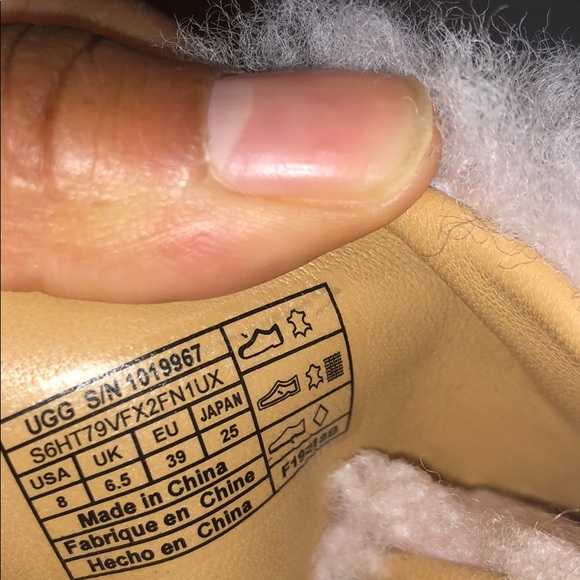 UGG S/N 1019967
S6HT79VFX2FN1UX
USA UK EU JAPAN
8 6.5 39 25
Made in China
Fabriqué en Chine
Hecho en China